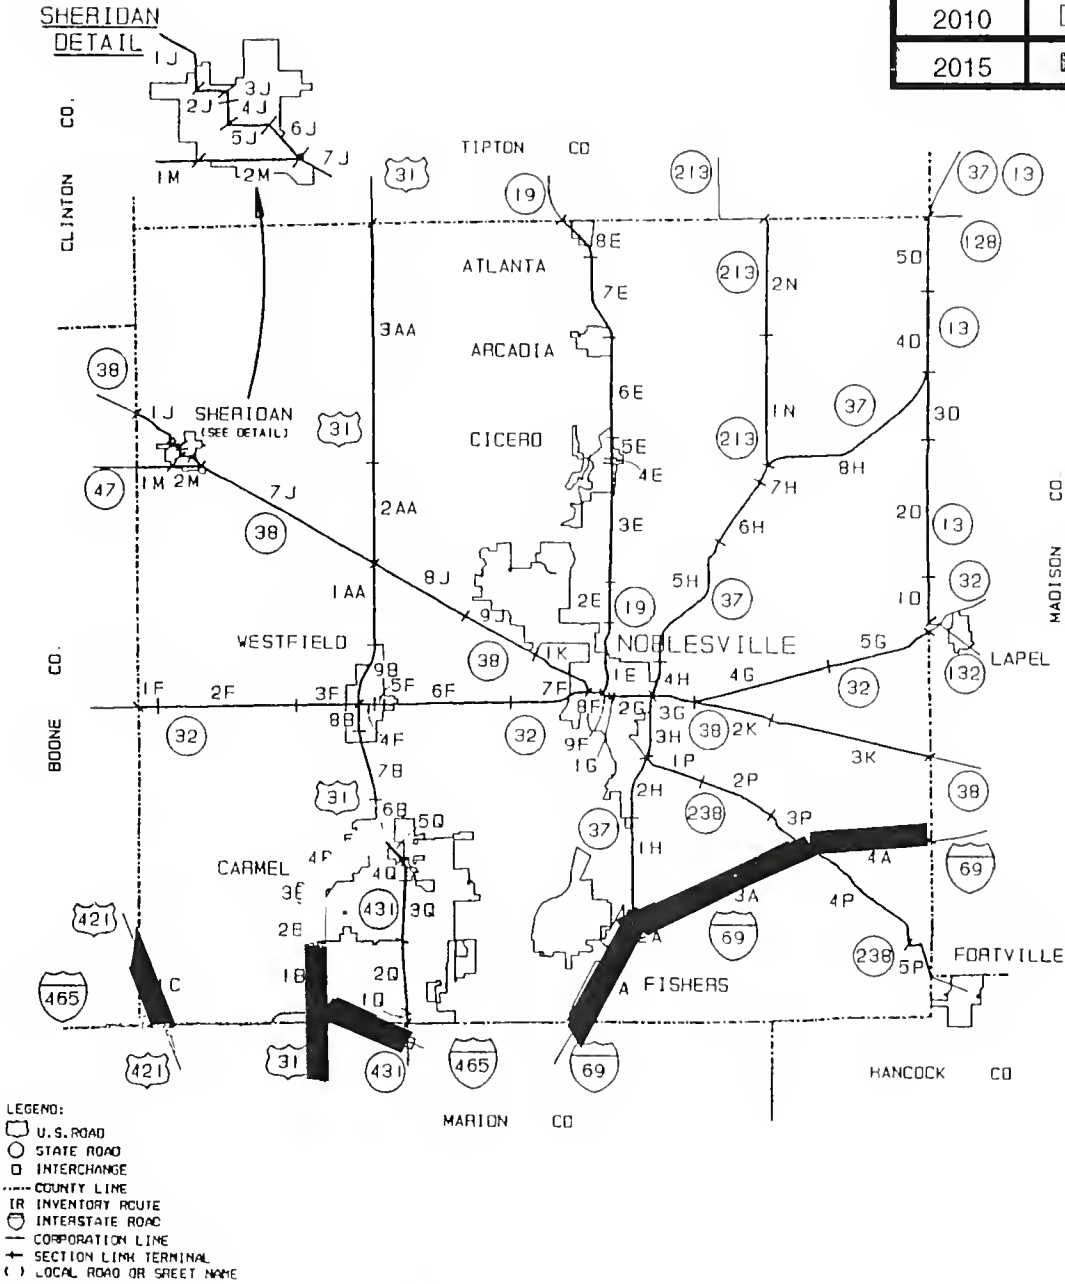 SHERIDAN
DETAIL
2010
2015
1J
2J
3J
4J
5J
6J
7J
1M
2M
CLINTON CO.
TIPTON CO
31
19
213
37
13
128
8E
ATLANTA
213
2N
5D
7E
3AA
ARCADIA
4D
13
38
1J
SHERIDAN
(SEE DETAIL)
31
6E
37
3D
1N
213
CICERO
5E
4E
8H
47
1M
2M
7J
7H
38
2AA
3E
6H
2D
13
MADISON CO.
8J
5H
37
32
1AA
2E
19
1D
9J
WESTFIELD
38
1K
NOBLESVILLE
5G
LAPEL
132
BOONE CO.
9B
1E
4H
4G
32
1F
2F
3F
5F
6F
7F
8F
2G
3G
38
2K
32
8B
4F
32
9F
1G
3H
3K
1P
7B
2H
2P
38
31
6B
238
3P
5Q
37
1H
4A
69
CARMEL
4Q
3A
4P
421
431
3Q
2A
69
238
5P
FORTVILLE
1B
2Q
465
C
1Q
A
FISHERS
421
31
431
465
69
HANCOCK CO
MARION CO
LEGEND:
U.S. ROAD
STATE ROAD
INTERCHANGE
COUNTY LINE
IR INVENTORY ROUTE
INTERSTATE ROAD
CORPORATION LINE
SECTION LINK TERMINAL
( ) LOCAL ROAD OR SREET NAME